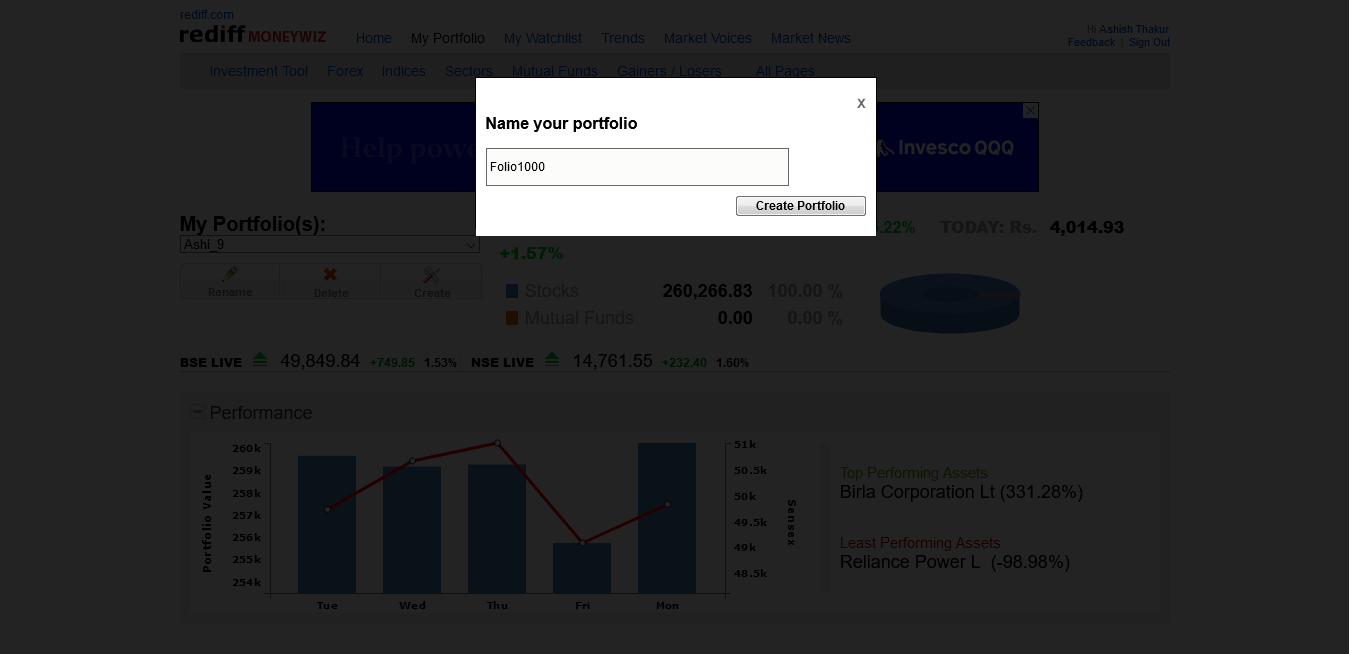 rediff.com
rediff MONEYWIZ Home My Portfolio My Watchlist Trends Market Voices Market News
Hi Ashish Thakur
Feedback | Sign Out
Investment Tool Forex Indices Sectors Mutual Funds Gainers / Losers All Pages
x
Name your portfolio
Help powe
Invesco QQQ
Folio1000
Create Portfolio
My Portfolio(s):
.22% TODAY: Rs. 4,014.93
Ashi_9
+1.57%
Rename Delete Create
Stocks 260,266.83 100.00 %
Mutual Funds 0.00 0.00 %
BSE LIVE 49,849.84 +749.85 1.53% NSE LIVE 14,761.55 +232.40 1.60%
Performance
260k
259k
258k
257k
256k
255k
254k
Portfolio Value
Tue Wed Thu Fri Mon
51k
50.5k
50k
49.5k
49k
48.5k
Sensex
Top Performing Assets
Birla Corporation Lt (331.28%)
Least Performing Assets
Reliance Power L (-98.98%)